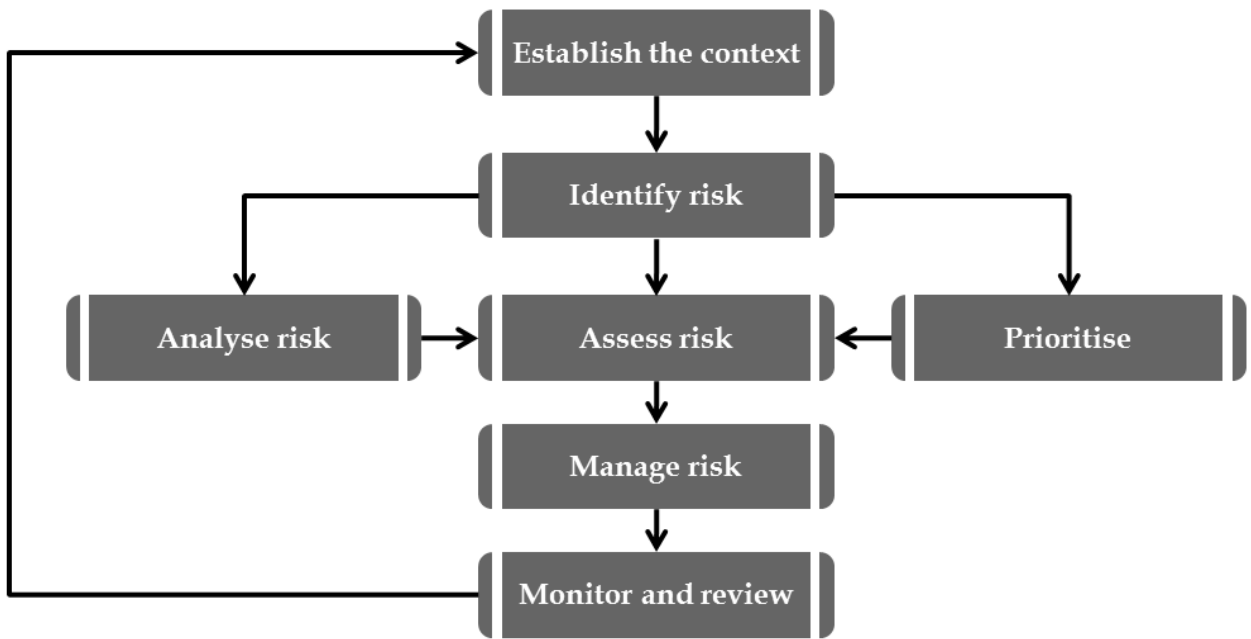 Establish the context
Identify risk
Analyse risk
Assess risk
Prioritise
Manage risk
Monitor and review